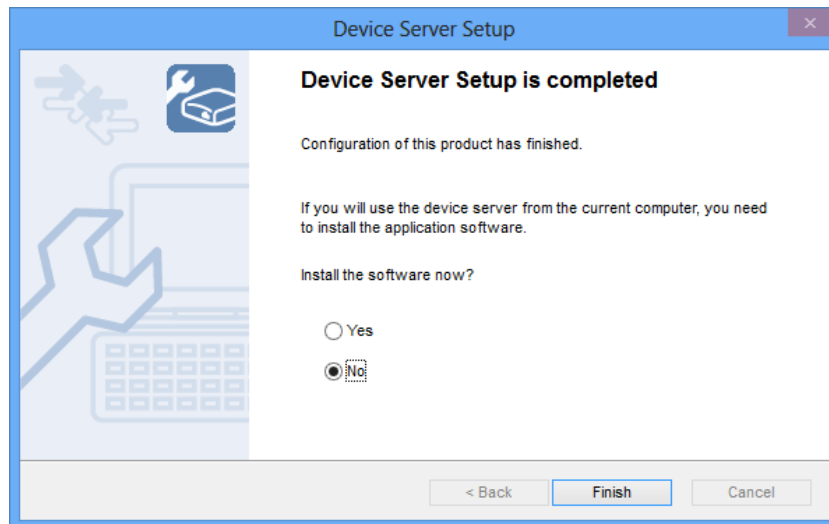 Device Server Setup
Device Server Setup is completed
Configuration of this product has finished.
If you will use the device server from the current computer, you need
to install the application software.
Install the software now?
Yes
No
< Back
Finish
Cancel